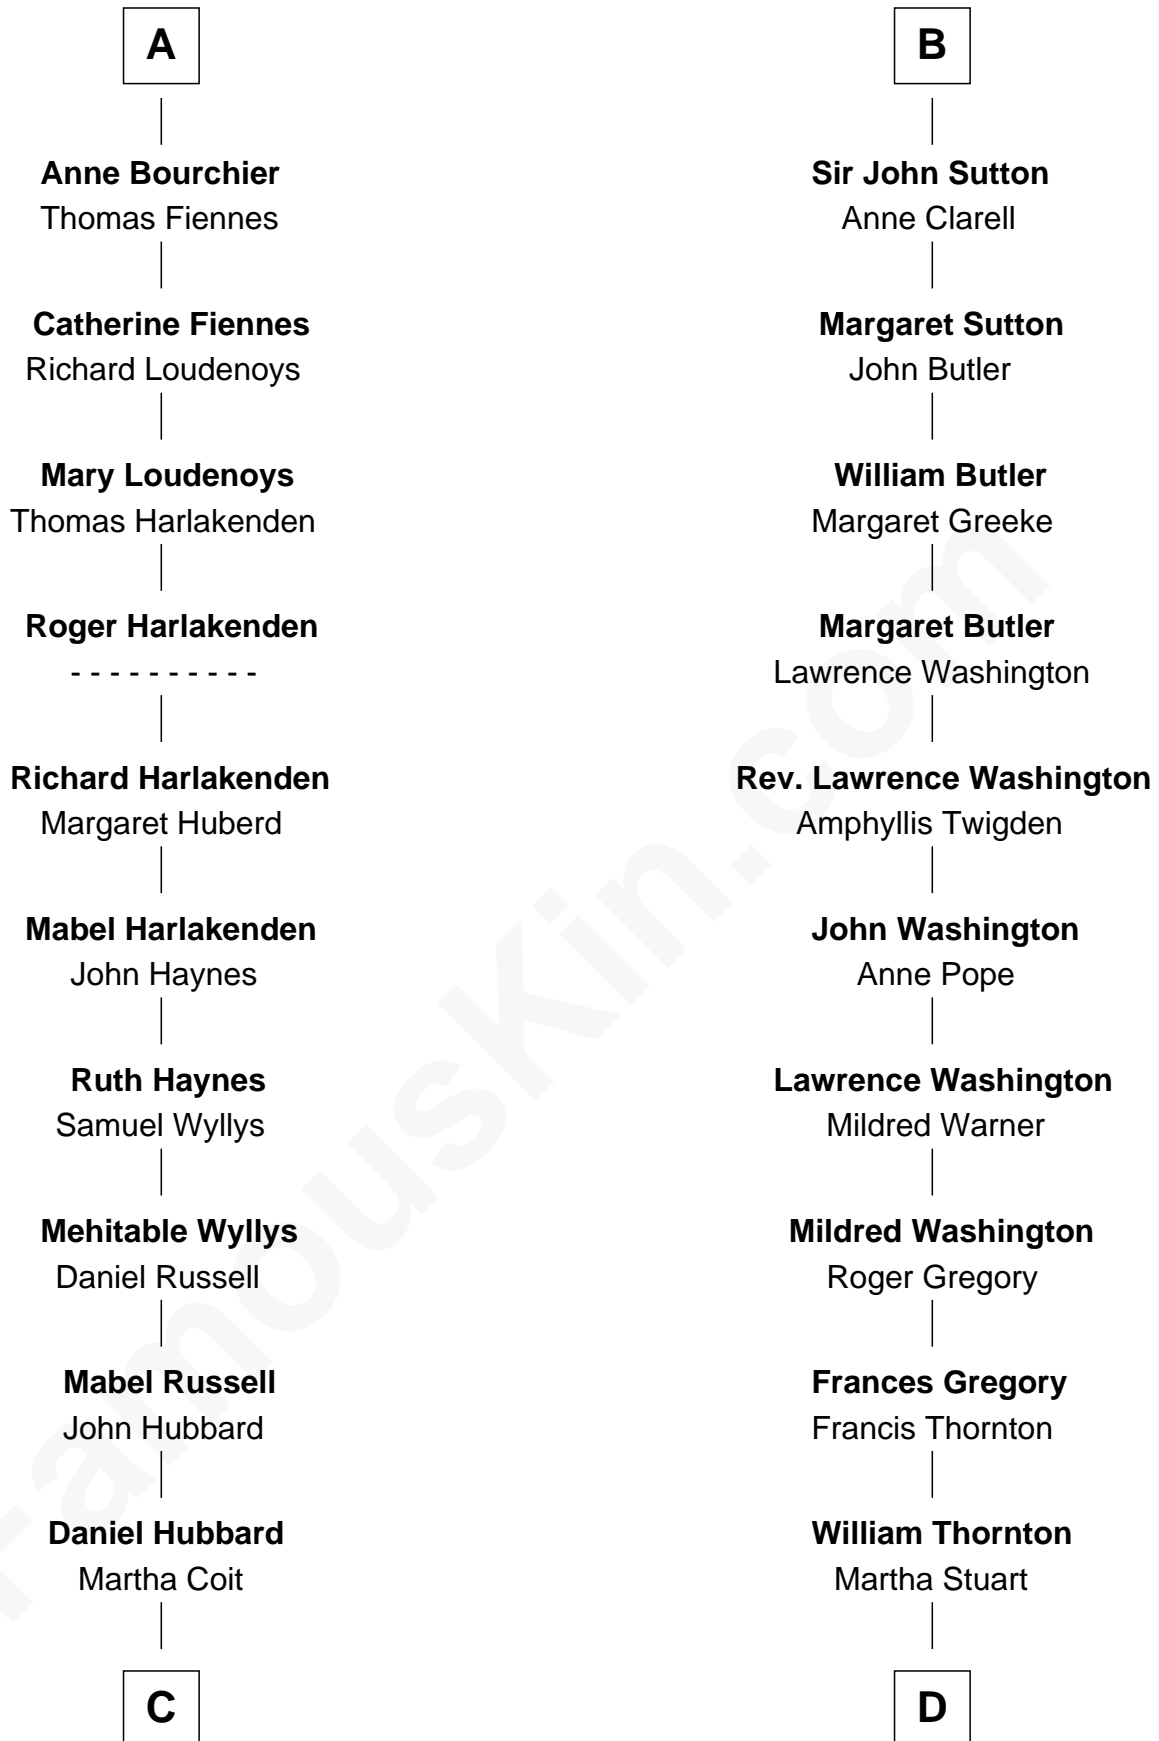 A
Anne Bourchier
Thomas Fiennes
Catherine Fiennes
Richard Loudenoys
Mary Loudenoys
Thomas Harlakenden
Roger Harlakenden
- - - - - - - - - -
Richard Harlakenden
Margaret Huberd
Mabel Harlakenden
John Haynes
Ruth Haynes
Samuel Wyllys
Mehitable Wyllys
Daniel Russell
Mabel Russell
John Hubbard
Daniel Hubbard
Martha Coit
C
B
Sir John Sutton
Anne Clarell
Margaret Sutton
John Butler
William Butler
Margaret Greeke
Margaret Butler
Lawrence Washington
Rev. Lawrence Washington
Amphyllis Twigden
John Washington
Anne Pope
Lawrence Washington
Mildred Warner
Mildred Washington
Roger Gregory
Frances Gregory
Francis Thornton
William Thornton
Martha Stuart
D
FamousKin.com